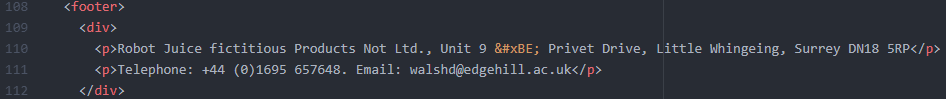 108 <footer>
109 <div>
110 <p>Robot Juice fictitious Products Not Ltd., Unit 9 &#xBE; Privet Drive, Little Whingeing, Surrey DN18 5RP</p>
111 <p>Telephone: +44 (0)1695 657648. Email: walshd@edgehill.ac.uk</p>
112 </div>